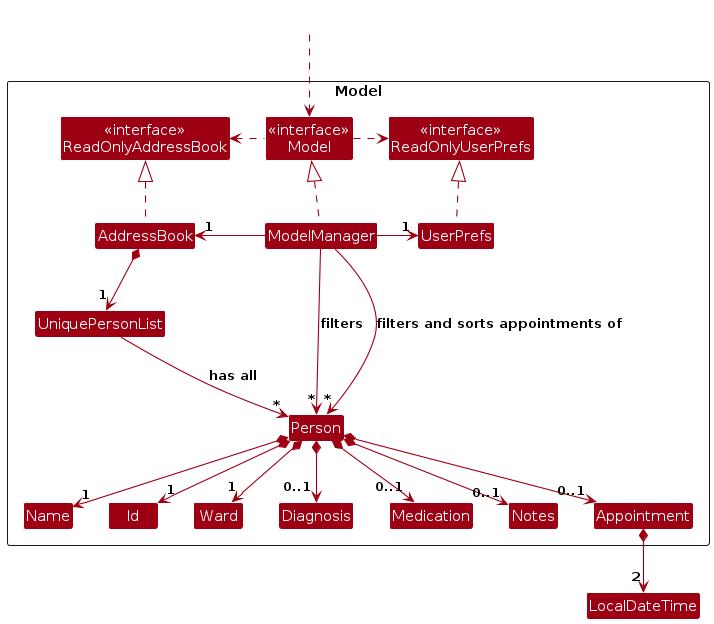 Model
«interface»
ReadOnlyAddressBook
«interface»
Model
«interface»
ReadOnlyUserPrefs
AddressBook
1
ModelManager
1
UserPrefs
1
UniquePersonList
filters
filters and sorts appointments of
has all
*
*
*
Person
1
1
1
0..1
0..1
0..1
0..1
Name
Id
Ward
Diagnosis
Medication
Notes
Appointment
2
LocalDateTime